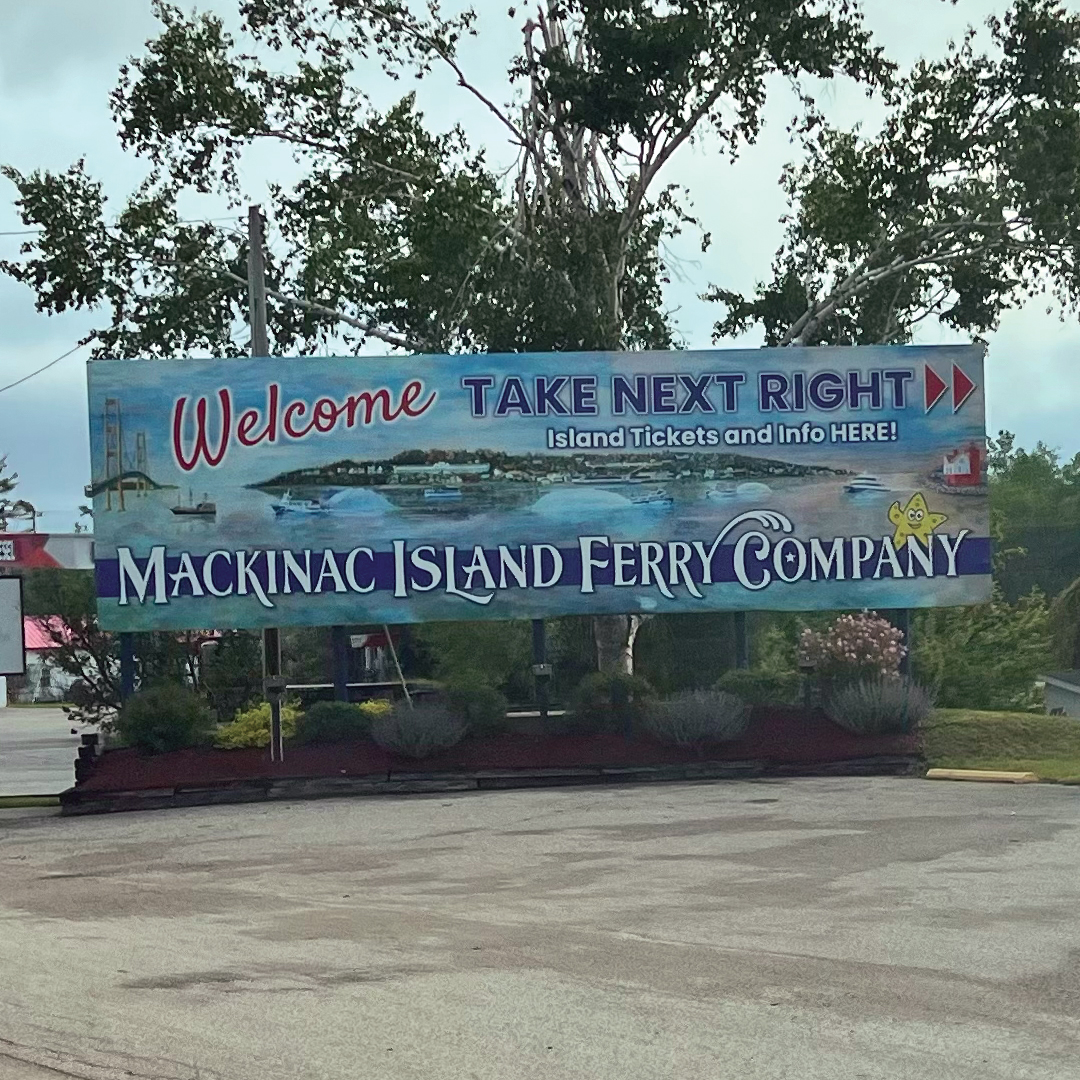 Welcome
TAKE NEXT RIGHT
Island Tickets and Info HERE!
MACKINAC ISLAND FERRY COMPANY